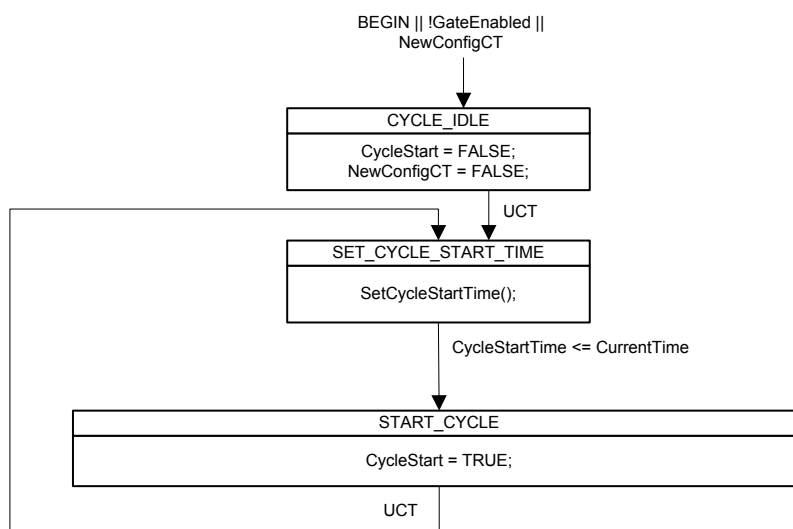 BEGIN || !GateEnabled ||
NewConfigCT
CYCLE_IDLE
CycleStart = FALSE;
NewConfigCT = FALSE;
UCT
SET_CYCLE_START_TIME
SetCycleStartTime();
CycleStartTime <= CurrentTime
START_CYCLE
CycleStart = TRUE;
UCT